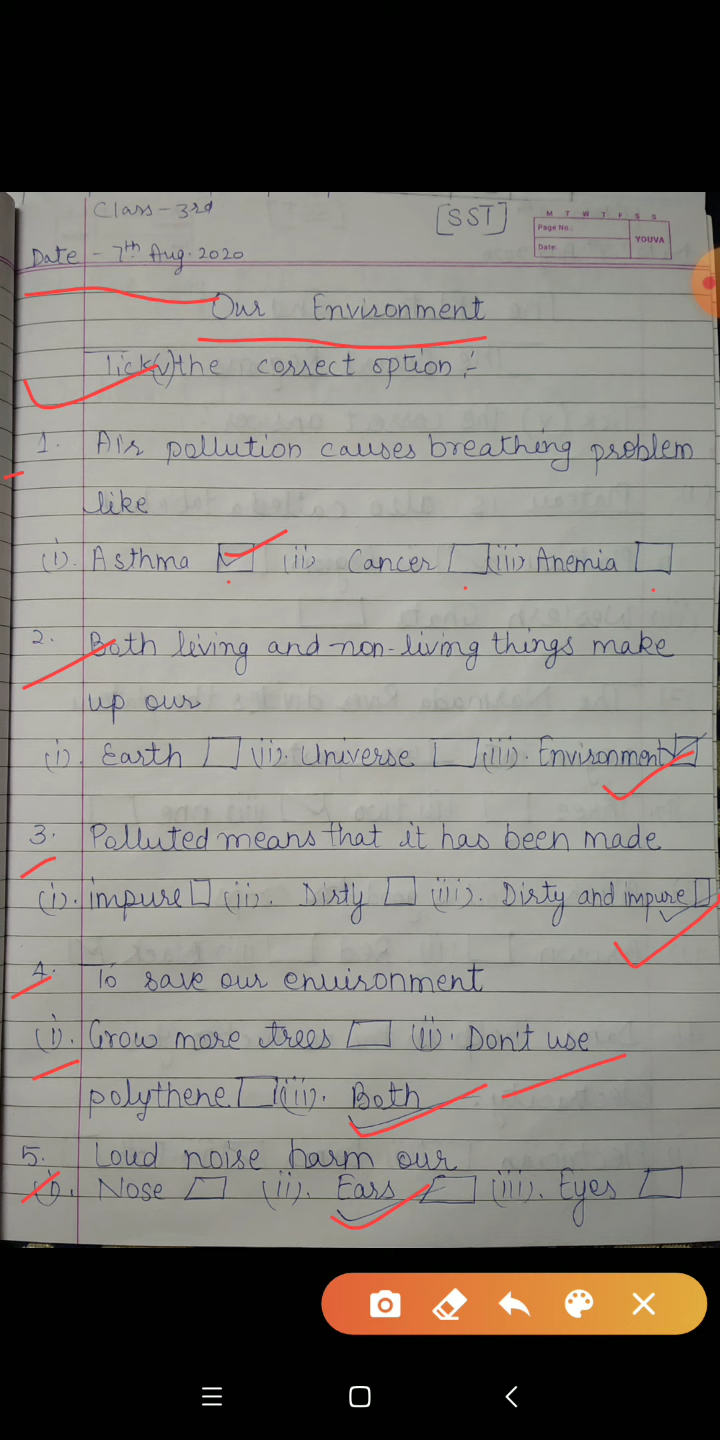 Class - 3rd
[SST]
M T W T F S S
Page No.:
Date:
YOUVA
Date - 7th Aug. 2020
Our Environment
Tick(√) the correct option :-
1. Air pollution causes breathing problem
like
(i). Asthma (ii). Cancer (iii) Anemia
2. Both living and non-living things make
up our
(i). Earth (ii). Universe (iii). Environment
3. Polluted means that it has been made
(i). impure (ii). Dirty (iii). Dirty and impure
4. To save our environment
(i). Grow more trees (ii). Don't use
polythene (iii). Both
5. Loud noise harm our
(i). Nose (ii). Ears (iii). Eyes